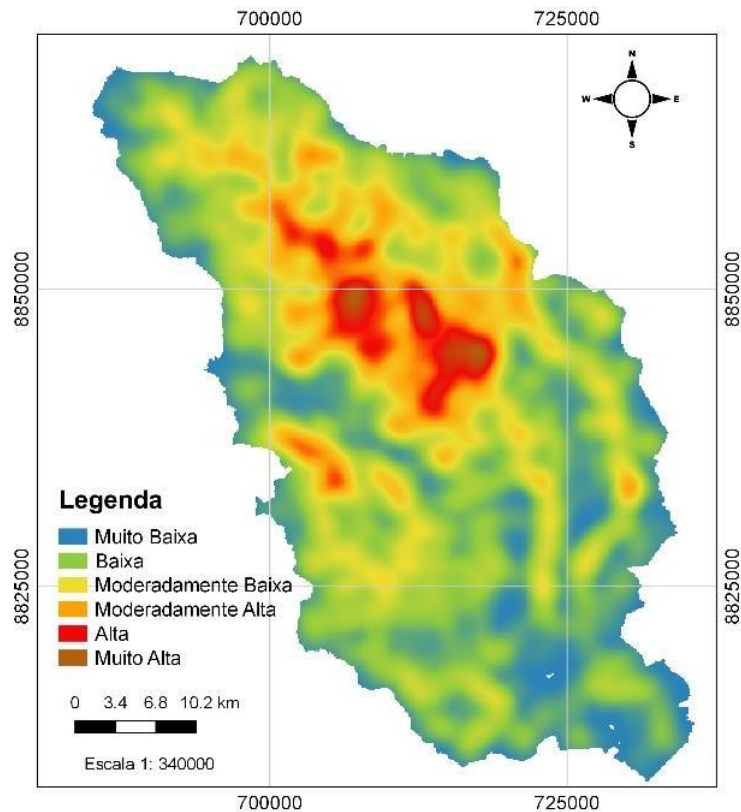 700000 725000
N
W E
S
8850000 8850000
Legenda
Muito Baixa
Baixa
Moderadamente Baixa
Moderadamente Alta
Alta
Muito Alta
8825000 8825000
0 3.4 6.8 10.2 km
Escala 1: 340000
700000 725000